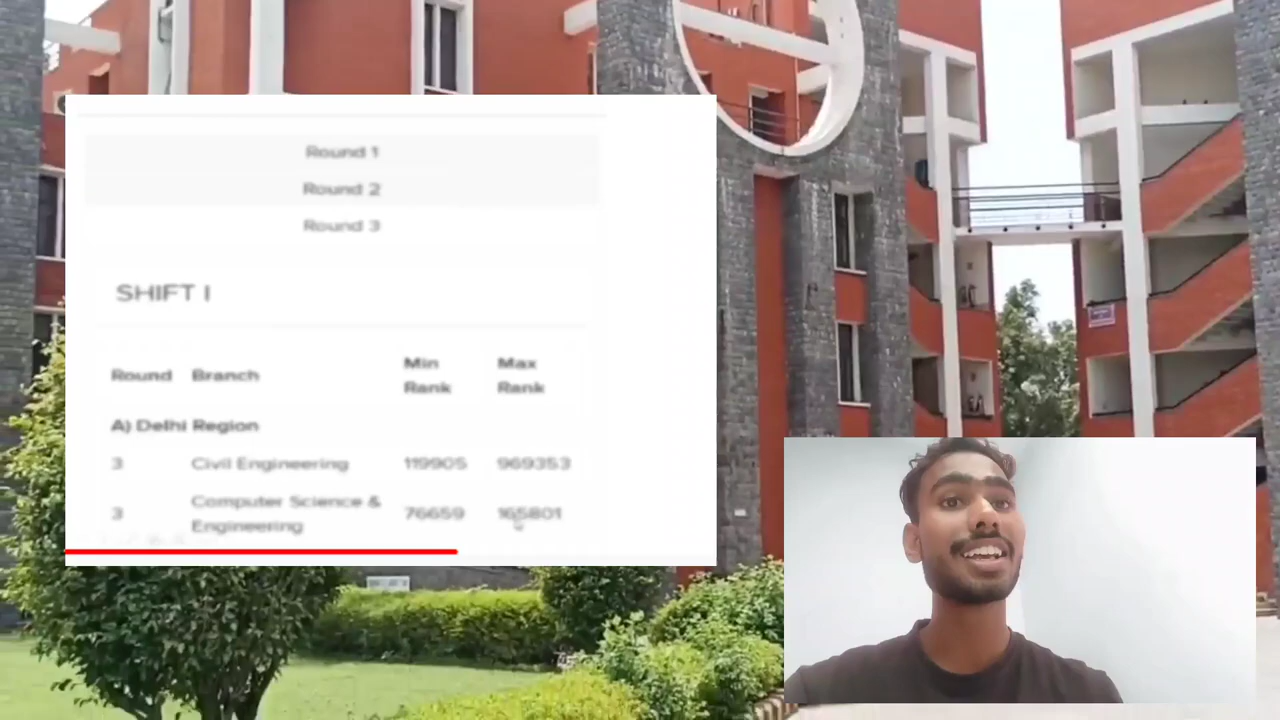 Round 1
Round 2
Round 3
SHIFT I
Round Branch Min Rank Max Rank
A) Delhi Region
3 Civil Engineering 119905 969353
3 Computer Science & Engineering 76659 165801